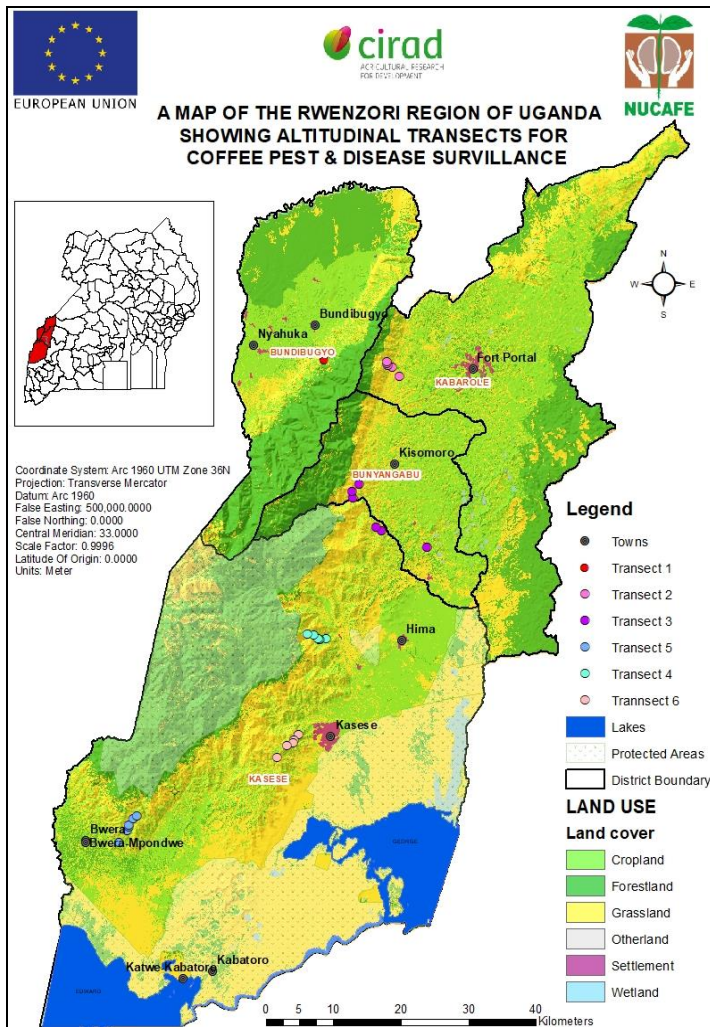 EUROPEAN UNION
cirad
AGRICULTURAL RESEARCH
FOR DEVELOPMENT
NUCAFE
A MAP OF THE RWENZORI REGION OF UGANDA
SHOWING ALTITUDINAL TRANSECTS FOR
COFFEE PEST & DISEASE SURVILLANCE
N
W E
S
Bundibugyo
Nyahuka
BUNDIBUGYO
Fort Portal
KABAROLE
Kisomoro
BUNYANGABU
Coordinate System: Arc 1960 UTM Zone 36N
Projection: Transverse Mercator
Datum: Arc 1960
False Easting: 500,000.0000
False Northing: 0.0000
Central Meridian: 33.0000
Scale Factor: 0.9996
Latitude Of Origin: 0.0000
Units: Meter
Hima
Kasese
KASESE
Bwera
Bwera-Mpondwe
Kabatoro
Katwe Kabatoro
Legend
Towns
Transect 1
Transect 2
Transect 3
Transect 5
Transect 4
Trannsect 6
Lakes
Protected Areas
District Boundary
LAND USE
Land cover
Cropland
Forestland
Grassland
Otherland
Settlement
Wetland
0 5 10 20 30 40
Kilometers